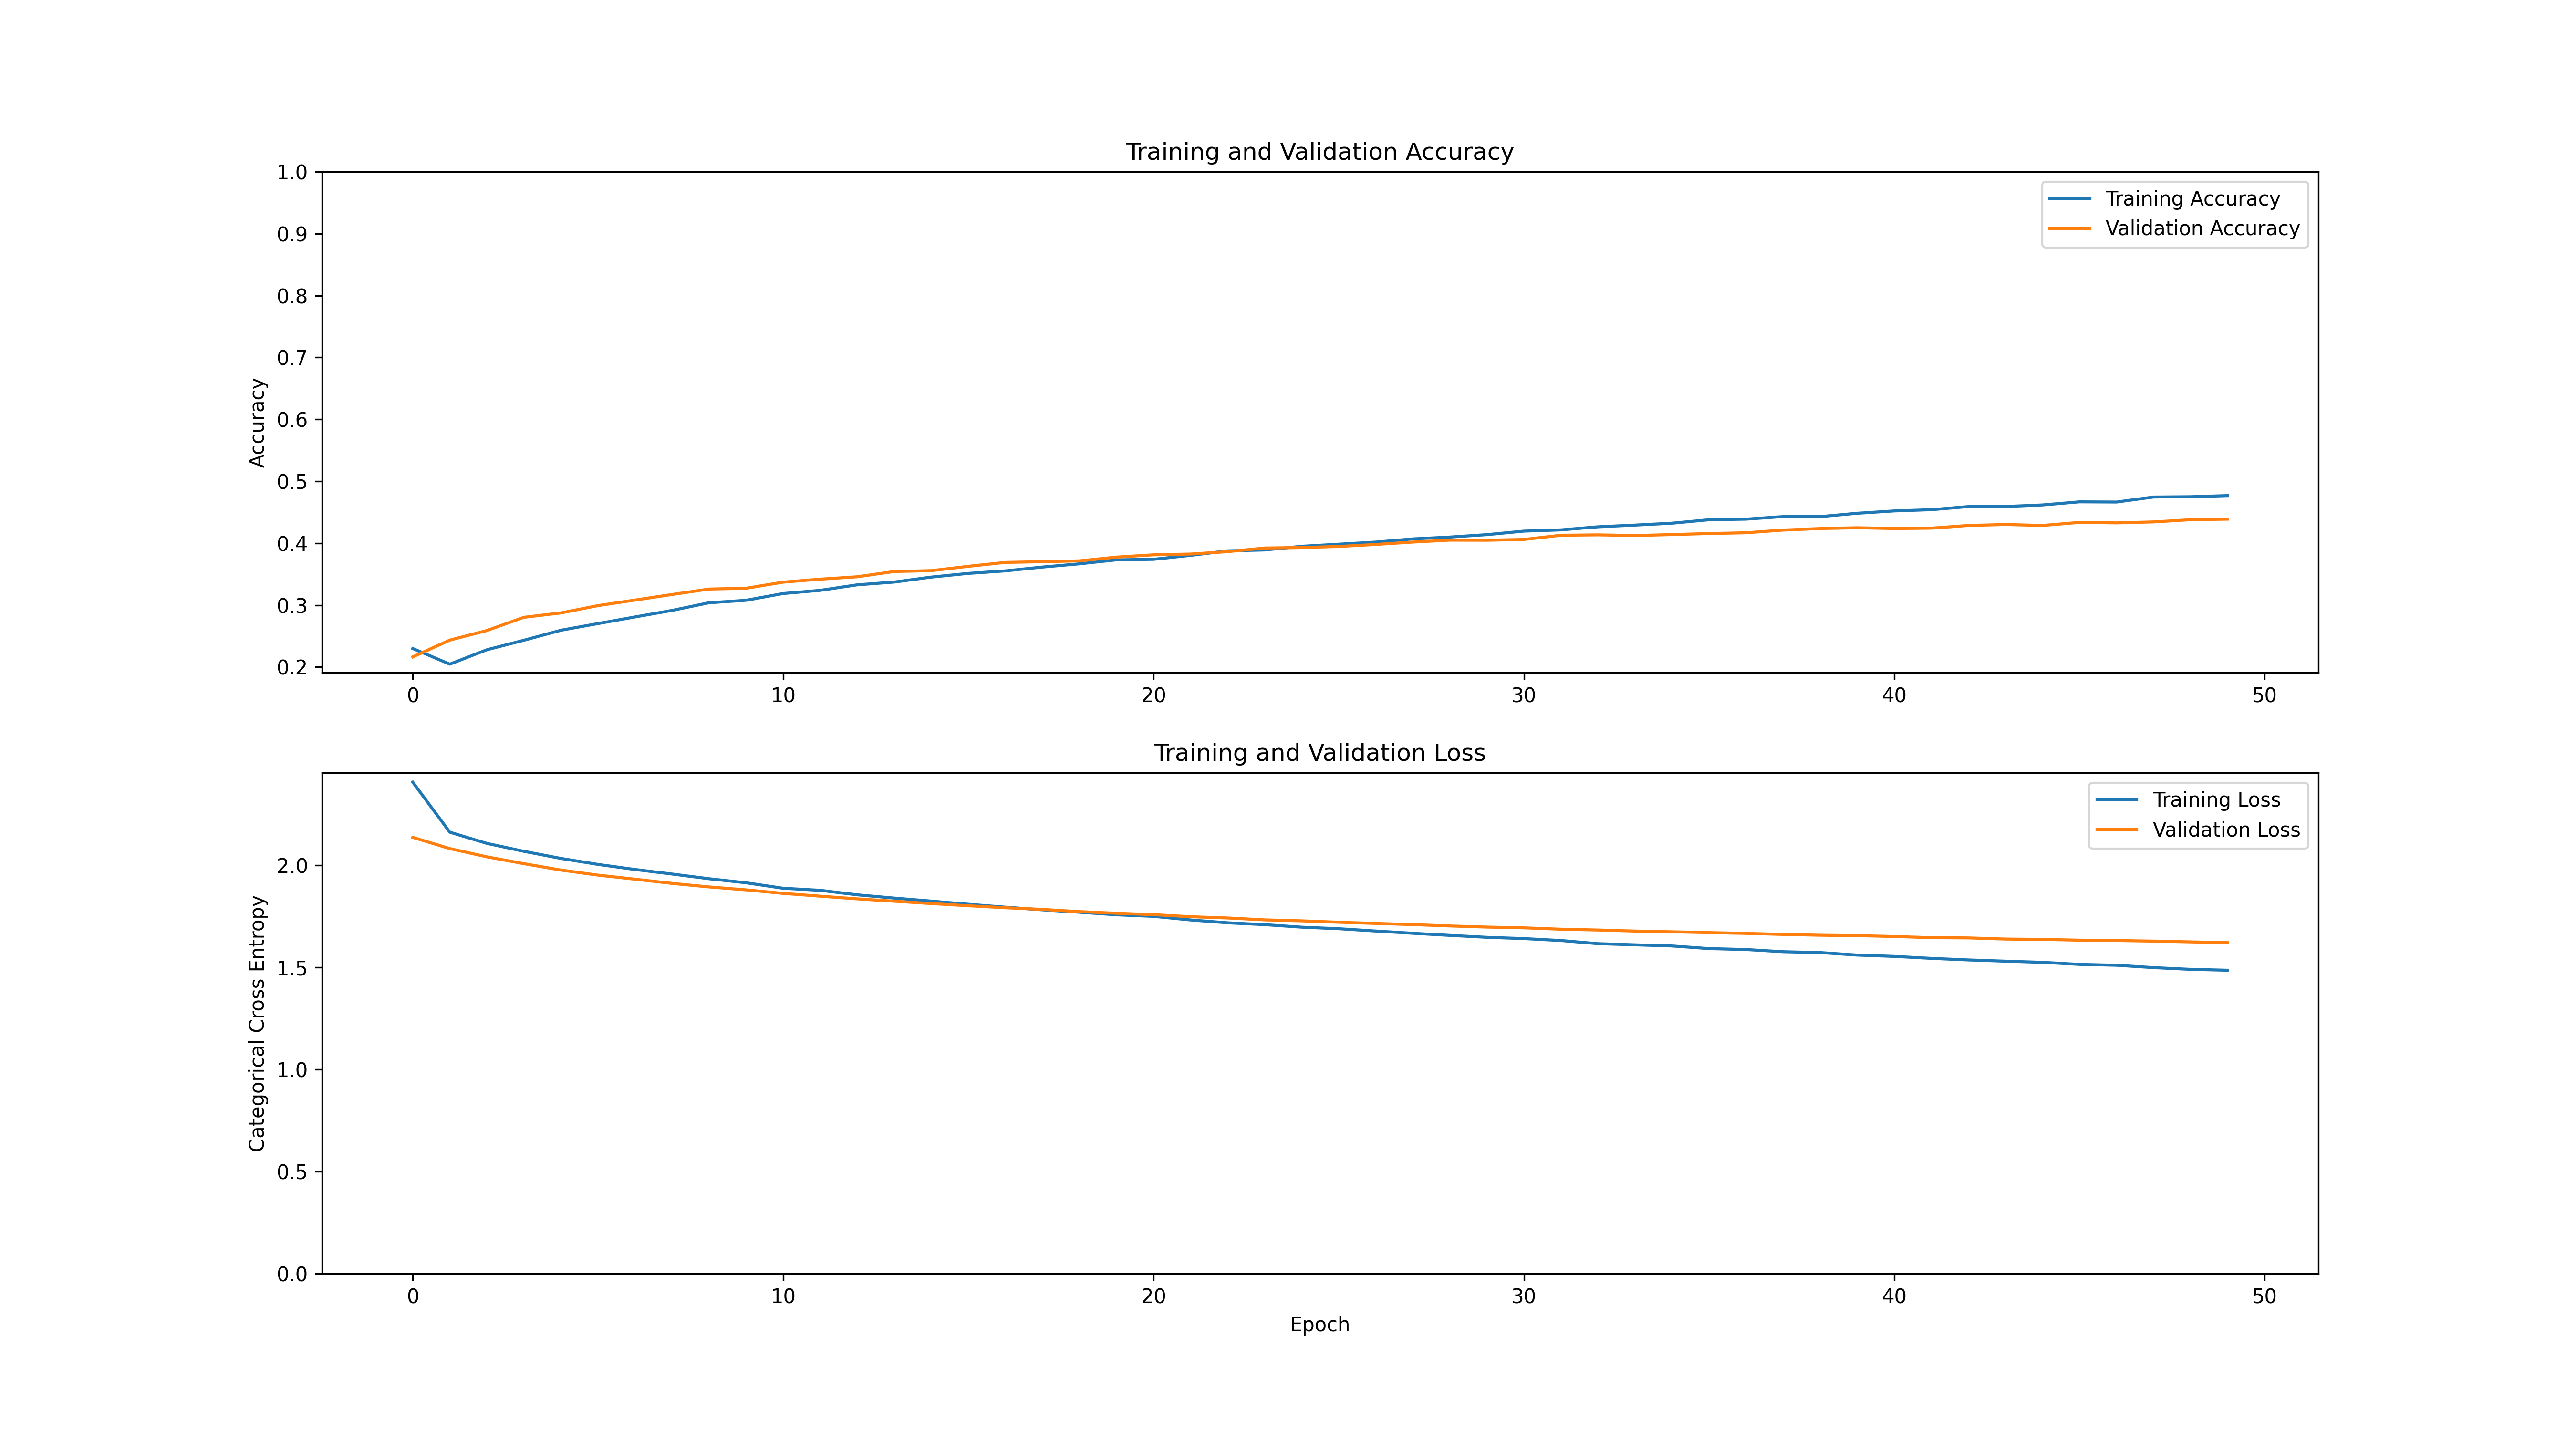 Training and Validation Accuracy
1.0
0.9
0.8
0.7
0.6
0.5
0.4
0.3
0.2
Accuracy
Training Accuracy
Validation Accuracy
0 10 20 30 40 50
Training and Validation Loss
2.0
1.5
1.0
0.5
0.0
Categorical Cross Entropy
Training Loss
Validation Loss
0 10 20 30 40 50
Epoch